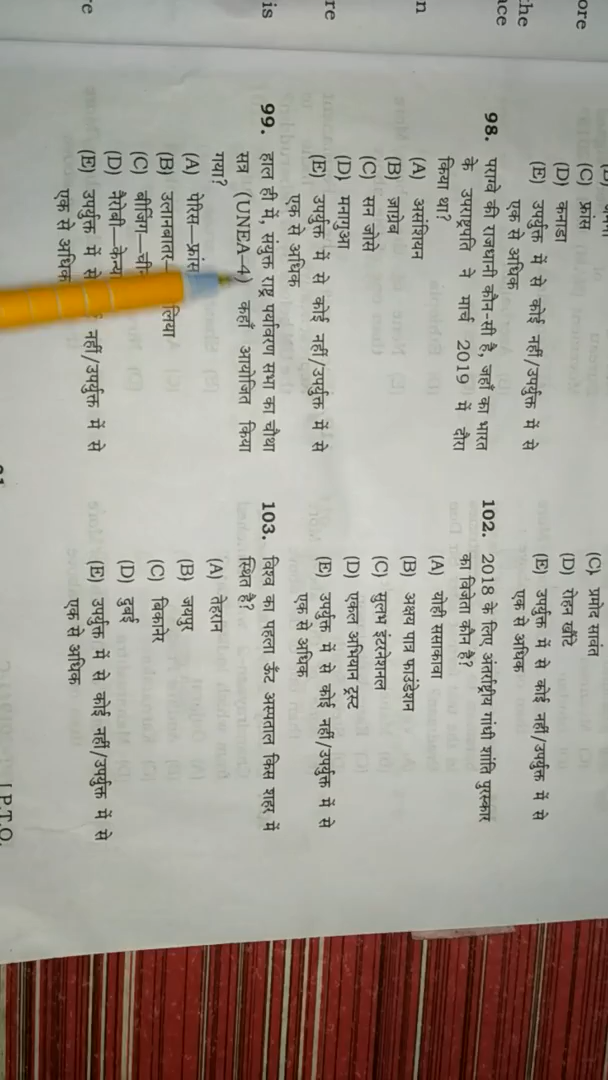 (C) फ्रांस
(D) कनाडा
(E) उपर्युक्त में से कोई नहीं/उपर्युक्त में से
एक से अधिक
98. पराग्वे की राजधानी कौन-सी है, जहाँ का भारत
के उपराष्ट्रपति ने मार्च 2019 में दौरा
किया था?
(A) असंशियन
(B) ज़ाग्रेब
(C) सन जोसे
(D) मनागुआ
(E) उपर्युक्त में से कोई नहीं/उपर्युक्त में से
एक से अधिक
99. हाल ही में, संयुक्त राष्ट्र पर्यावरण सभा का चौथा
सत्र (UNEA-4) कहाँ आयोजित किया
गया?
(A) पेरिस—फ्रांस
(B) उलानबातर—
(C) बीजिंग—
(D) नैरोबी—
(E) उपर्युक्त में से नहीं/उपर्युक्त में से
एक से अधिक
(C) प्रमोद सावंत
(D) रोहन खौंटे
(E) उपर्युक्त में से कोई नहीं/उपर्युक्त में से
एक से अधिक
102. 2018 के लिए अंतर्राष्ट्रीय गांधी शांति पुरस्कार
का विजेता कौन है?
(A) योही ससाकावा
(B) अक्षय पात्र फाउंडेशन
(C) सुलभ इंटरनेशनल
(D) एकल अभियान ट्रस्ट
(E) उपर्युक्त में से कोई नहीं/उपर्युक्त में से
एक से अधिक
103. विश्व का पहला ऊँट अस्पताल किस शहर में
स्थित है?
(A) तेहरान
(B) जयपुर
(C) बिकानेर
(D) दुबई
(E) उपर्युक्त में से कोई नहीं/उपर्युक्त में से
एक से अधिक
[ P.T.O.